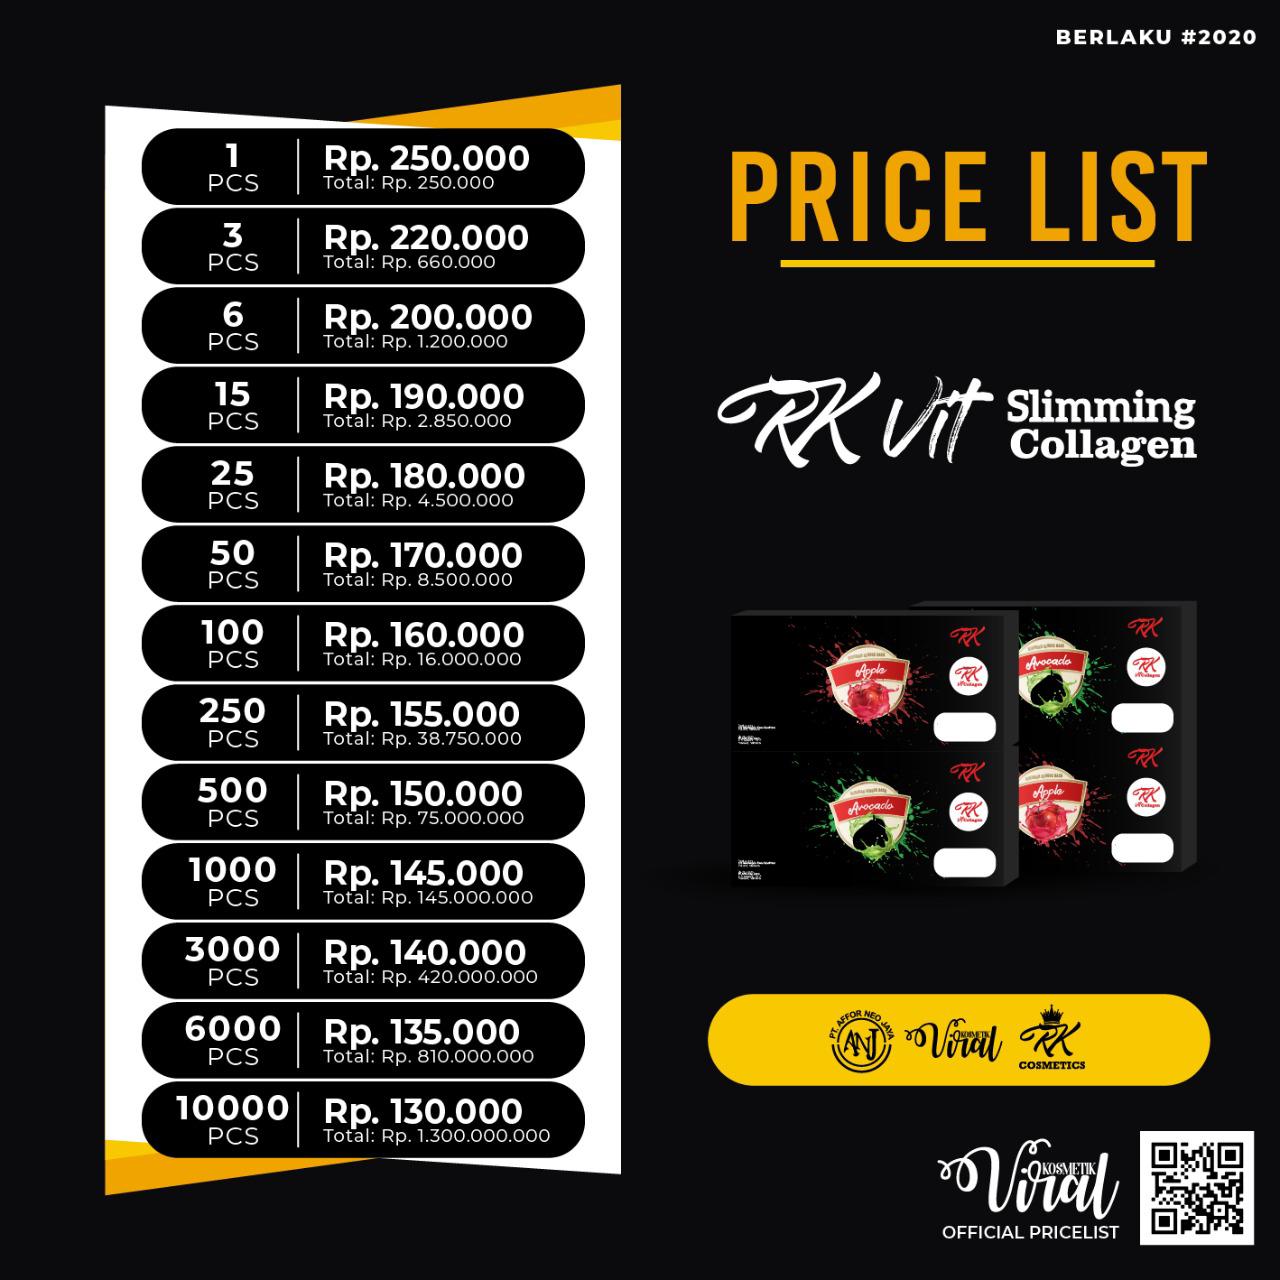 BERLAKU #2020
PRICE LIST
RK Vit Slimming
Collagen
1
PCS
Rp. 250.000
Total: Rp. 250.000
3
PCS
Rp. 220.000
Total: Rp. 660.000
6
PCS
Rp. 200.000
Total: Rp. 1.200.000
15
PCS
Rp. 190.000
Total: Rp. 2.850.000
25
PCS
Rp. 180.000
Total: Rp. 4.500.000
50
PCS
Rp. 170.000
Total: Rp. 8.500.000
100
PCS
Rp. 160.000
Total: Rp. 16.000.000
250
PCS
Rp. 155.000
Total: Rp. 38.750.000
500
PCS
Rp. 150.000
Total: Rp. 75.000.000
1000
PCS
Rp. 145.000
Total: Rp. 145.000.000
3000
PCS
Rp. 140.000
Total: Rp. 420.000.000
6000
PCS
Rp. 135.000
Total: Rp. 810.000.000
10000
PCS
Rp. 130.000
Total: Rp. 1.300.000.000
RK
Apple
RK
Collagen
RK
Avocado
RK
Collagen
RK
Avocado
RK
Collagen
RK
Apple
RK
Collagen
PT. AFFOR NEO JAYA
ANJ
KOSMETIK
Viral
RK
COSMETICS
KOSMETIK
Viral
OFFICIAL PRICELIST